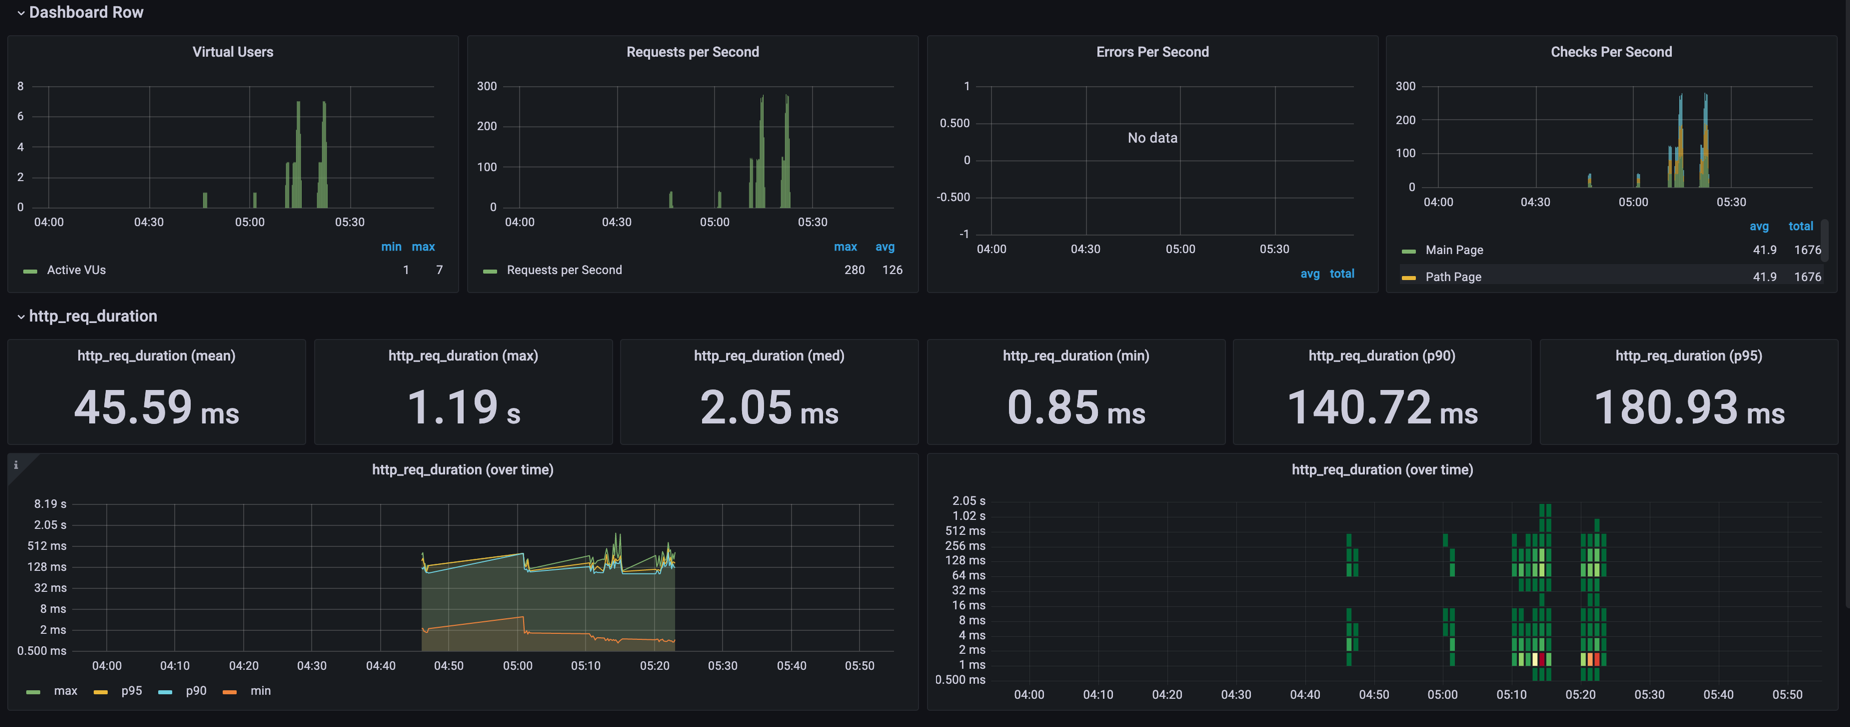 Dashboard Row
Virtual Users
8
6
4
2
0
04:00 04:30 05:00 05:30
min max
Active VUs 1 7
Requests per Second
300
200
100
0
04:00 04:30 05:00 05:30
max avg
Requests per Second 280 126
Errors Per Second
1
0.500
0
-0.500
-1
No data
04:00 04:30 05:00 05:30
avg total
Checks Per Second
300
200
100
0
04:00 04:30 05:00 05:30
avg total
Main Page 41.9 1676
Path Page 41.9 1676
http_req_duration
http_req_duration (mean)
45.59 ms
http_req_duration (max)
1.19 s
http_req_duration (med)
2.05 ms
http_req_duration (min)
0.85 ms
http_req_duration (p90)
140.72 ms
http_req_duration (p95)
180.93 ms
i
http_req_duration (over time)
8.19 s
2.05 s
512 ms
128 ms
32 ms
8 ms
2 ms
0.500 ms
04:00 04:10 04:20 04:30 04:40 04:50 05:00 05:10 05:20 05:30 05:40 05:50
max p95 p90 min
http_req_duration (over time)
2.05 s
1.02 s
512 ms
256 ms
128 ms
64 ms
32 ms
16 ms
8 ms
4 ms
2 ms
1 ms
0.500 ms
04:00 04:10 04:20 04:30 04:40 04:50 05:00 05:10 05:20 05:30 05:40 05:50